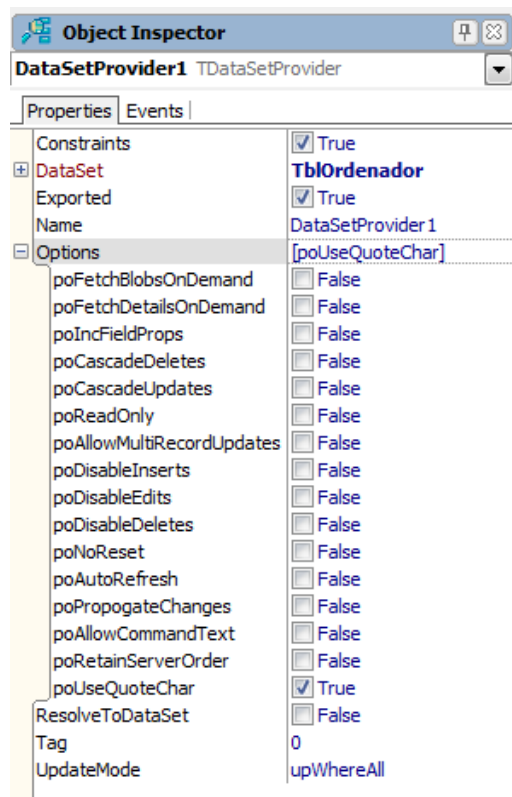 Object Inspector
DataSetProvider1 TDataSetProvider
Properties Events
Constraints True
DataSet TblOrdenador
Exported True
Name DataSetProvider1
Options [poUseQuoteChar]
poFetchBlobsOnDemand False
poFetchDetailsOnDemand False
poIncFieldProps False
poCascadeDeletes False
poCascadeUpdates False
poReadOnly False
poAllowMultiRecordUpdates False
poDisableInserts False
poDisableEdits False
poDisableDeletes False
poNoReset False
poAutoRefresh False
poPropogateChanges False
poAllowCommandText False
poRetainServerOrder False
poUseQuoteChar True
ResolveToDataSet False
Tag 0
UpdateMode upWhereAll